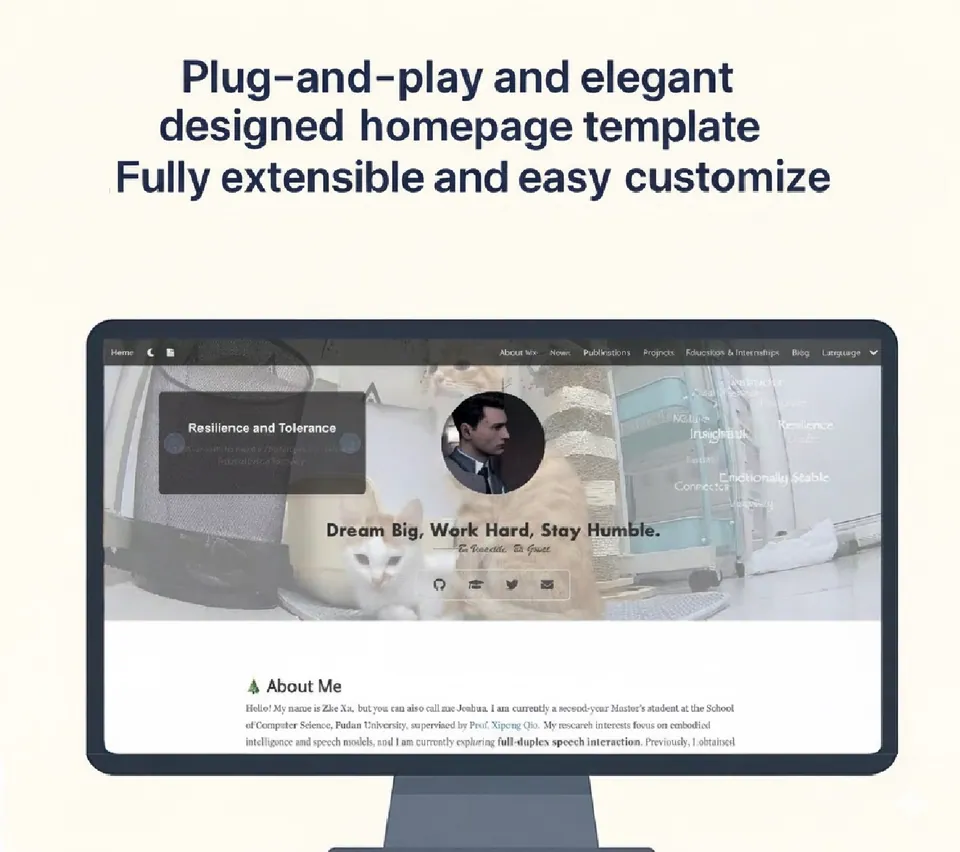 Plug-and-play and elegant
designed homepage template
Fully extensible and easy customize
Home
About Me News Publications Projects Education & Internships Blog Language
Resilience and Tolerance
Insightful
Resilience
Emotionally Stable
Connector
Dream Big, Work Hard, Stay Humble.
🌲 About Me
Hello! My name is Zhe Xu, but you can also call me Joshua. I am currently a second-year Master's student at the School
of Computer Science, Fudan University, supervised by Prof. Xipeng Qiu. My research interests focus on embodied
intelligence and speech models, and I am currently exploring full-duplex speech interaction. Previously, I obtained